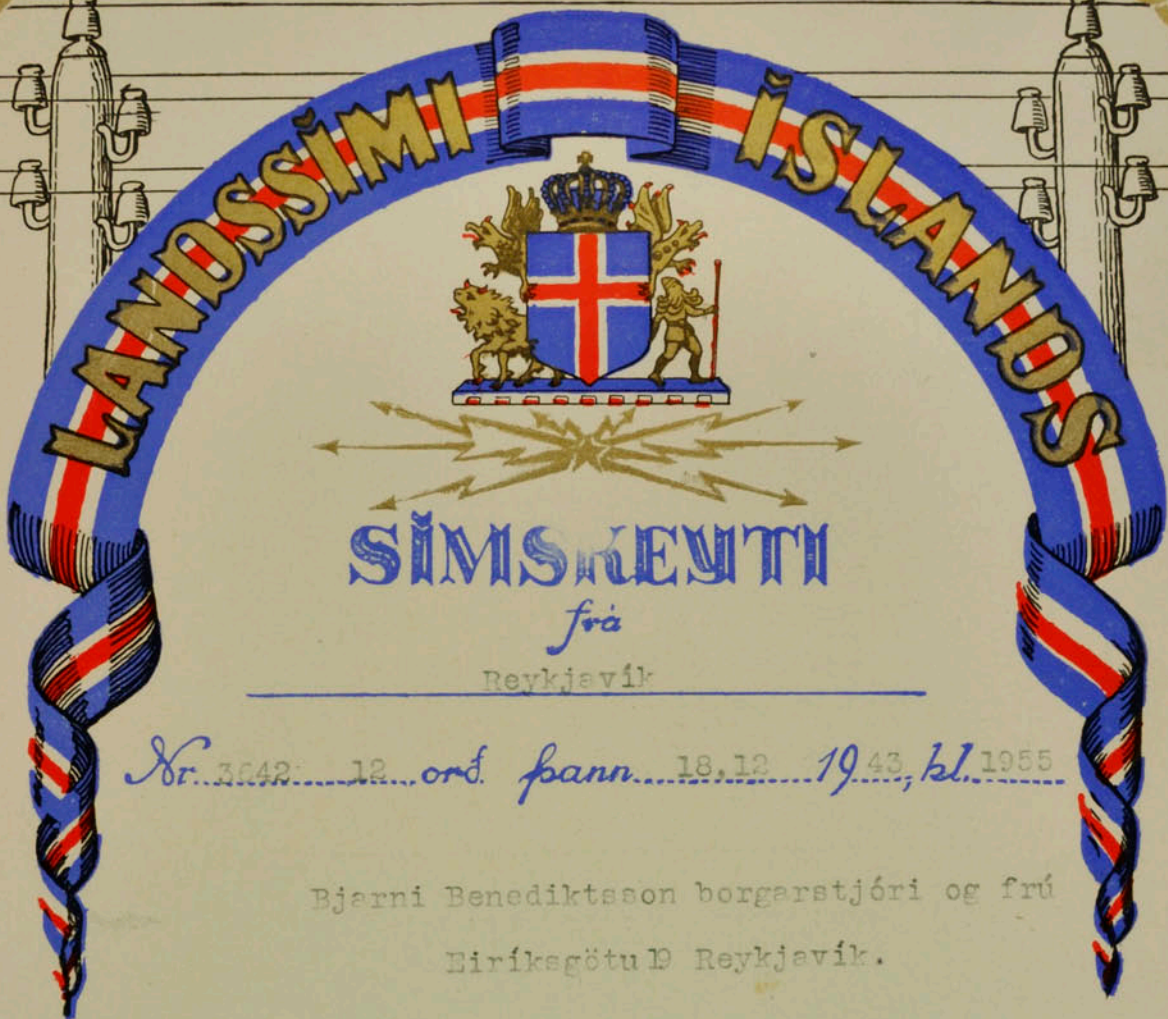 LANDSSÍMI ÍSLANDS
SÍMSKEYTI
frá
Reykjavík
Nr. 3642 12 orð. þann 18.12 1943, kl. 1955
Bjarni Benediktsson borgarstjóri og frú
Eiríksgötu 19 Reykjavík.